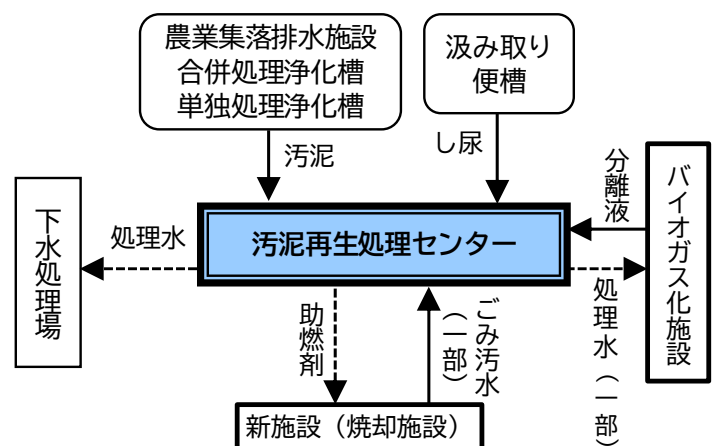 農業集落排水施設
合併処理浄化槽
単独処理浄化槽
汲み取り
便槽
汚泥
し尿
分離液
バイオガス化施設
下水処理場
処理水
汚泥再生処理センター
助燃剤
ごみ汚水
（一部）
処理水（一部）
新施設（焼却施設）